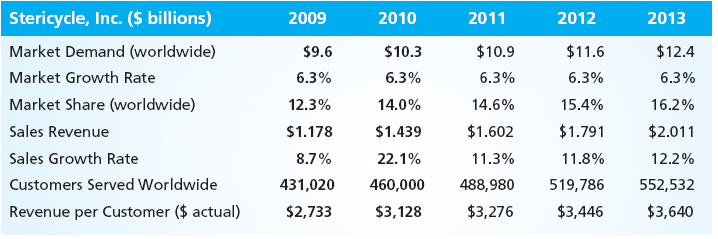 Stericycle, Inc. ($ billions) 2009 2010 2011 2012 2013
Market Demand (worldwide) $9.6 $10.3 $10.9 $11.6 $12.4
Market Growth Rate 6.3% 6.3% 6.3% 6.3% 6.3%
Market Share (worldwide) 12.3% 14.0% 14.6% 15.4% 16.2%
Sales Revenue $1.178 $1.439 $1.602 $1.791 $2.011
Sales Growth Rate 8.7% 22.1% 11.3% 11.8% 12.2%
Customers Served Worldwide 431,020 460,000 488,980 519,786 552,532
Revenue per Customer ($ actual) $2,733 $3,128 $3,276 $3,446 $3,640